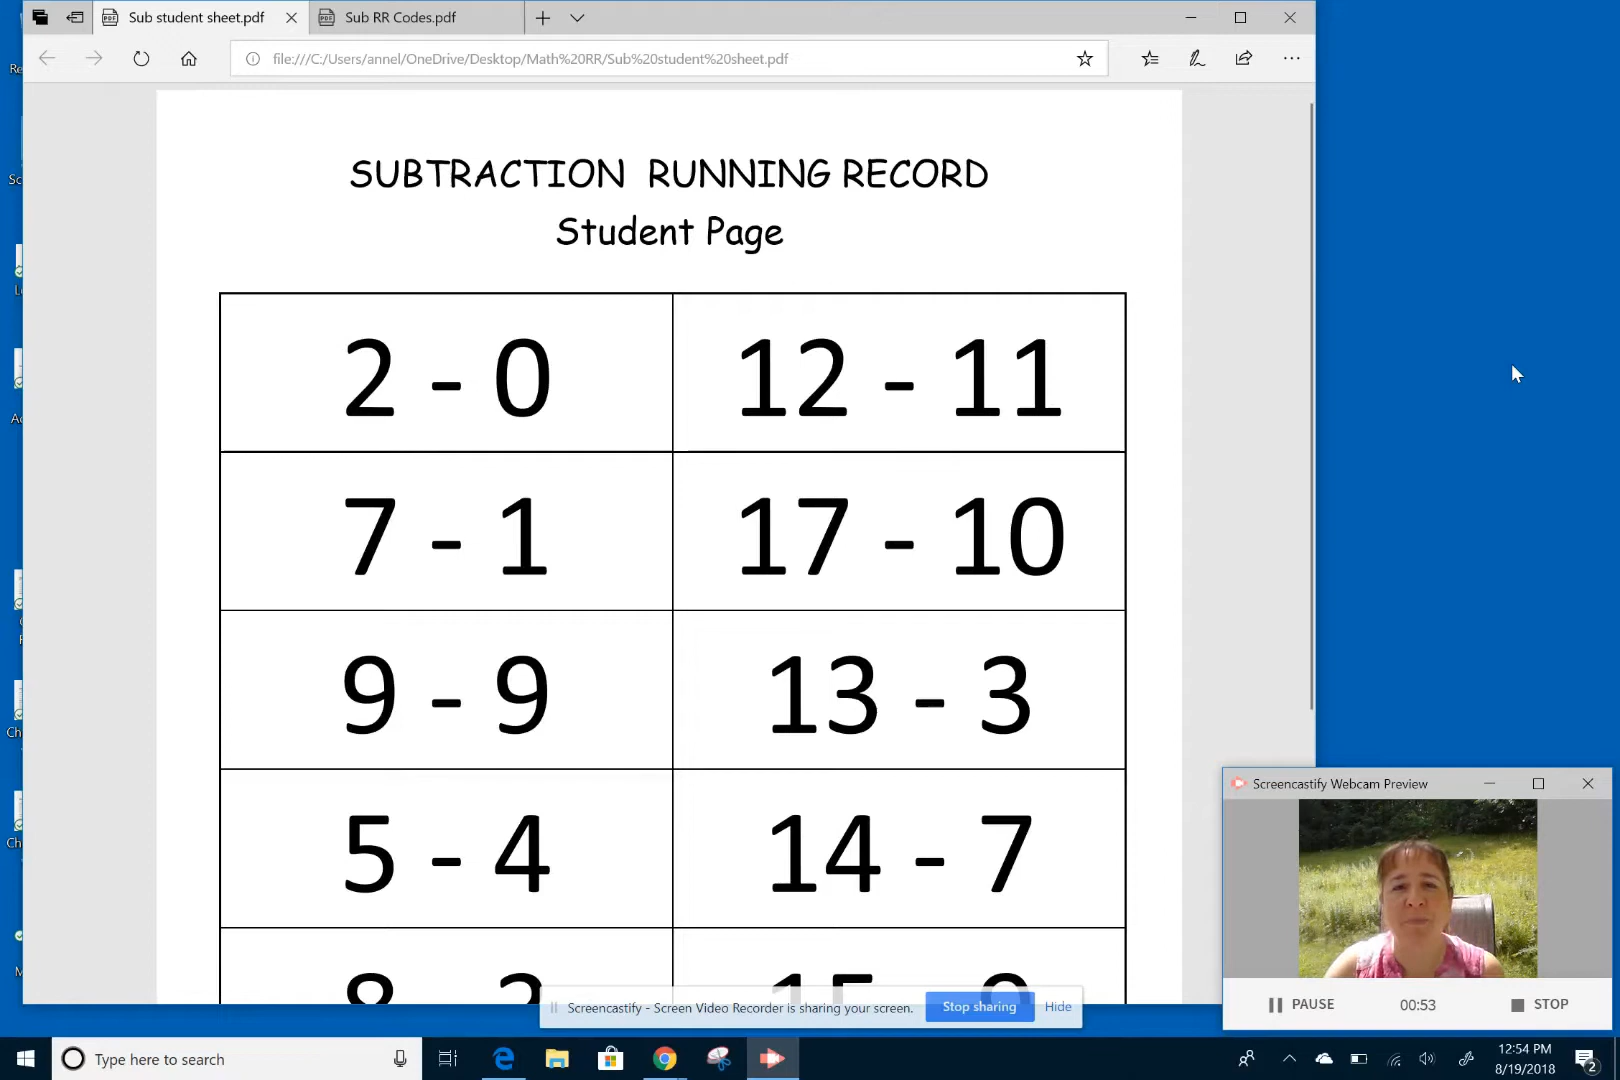 Sub student sheet.pdf
Sub RR Codes.pdf
file:///C:/Users/annel/OneDrive/Desktop/Math%20RR/Sub%20student%20sheet.pdf
SUBTRACTION RUNNING RECORD
Student Page
2 - 0
12 - 11
7 - 1
17 - 10
9 - 9
13 - 3
5 - 4
14 - 7
Screencastify Webcam Preview
PAUSE
00:53
STOP
Screencastify - Screen Video Recorder is sharing your screen.
Stop sharing
Hide
Type here to search
12:54 PM
8/19/2018
2